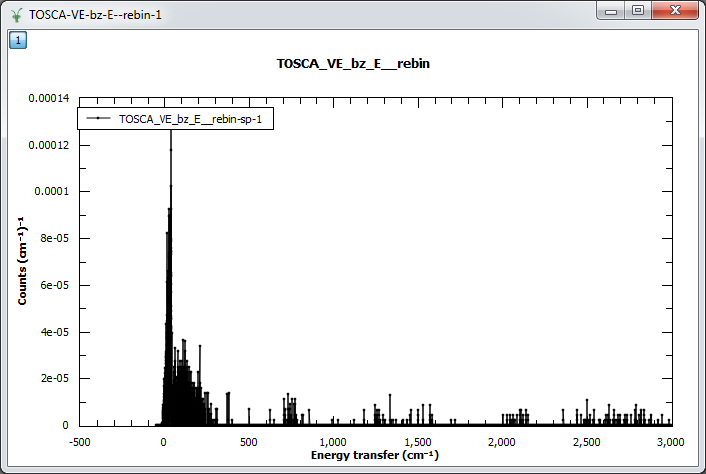 TOSCA-VE-bz-E--rebin-1
1
TOSCA_VE_bz_E__rebin
TOSCA_VE_bz_E__rebin-sp-1
Counts (cm⁻¹)⁻¹
0.00014
0.00012
0.0001
8e-05
6e-05
4e-05
2e-05
0
-500 0 500 1,000 1,500 2,000 2,500 3,000
Energy transfer (cm⁻¹)